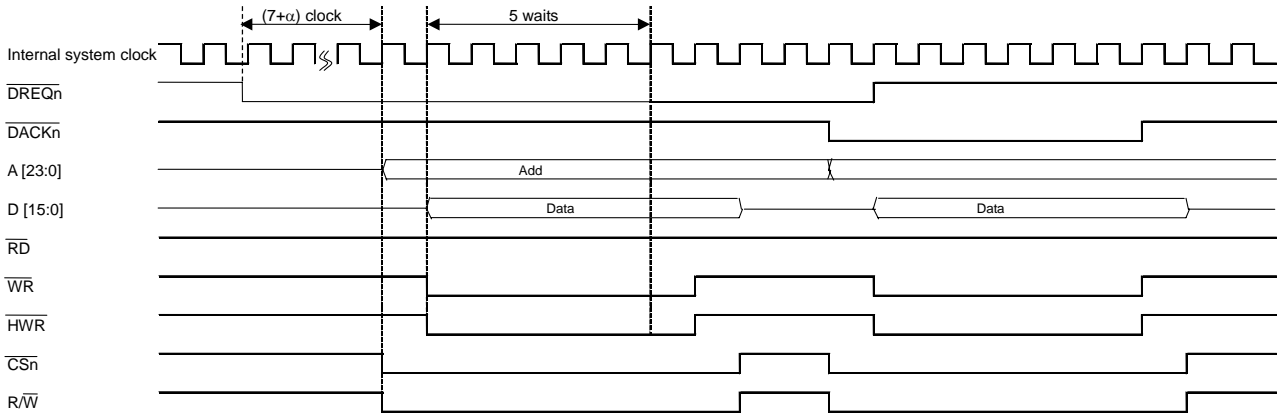 (7+α) clock
5 waits
Internal system clock
DREQn
DACKn
A [23:0]
Add
D [15:0]
Data
Data
RD
WR
HWR
CSn
R/W